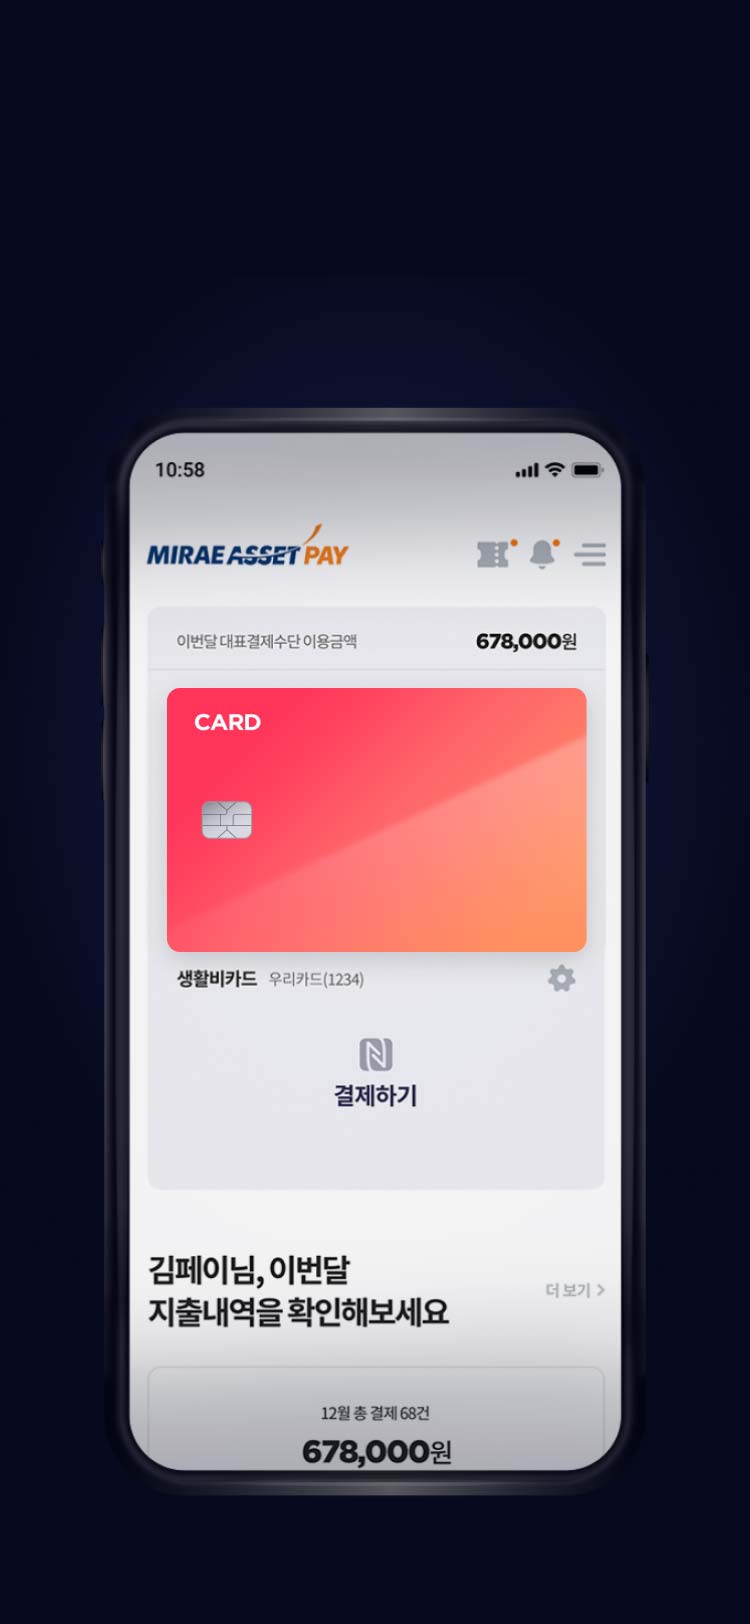 10:58
MIRAE ASSET PAY
이번달 대표결제수단 이용금액 678,000원
CARD
생활비카드 우리카드(1234)
결제하기
김페이님, 이번달
지출내역을 확인해보세요
더 보기 >
12월 총 결제 68건
678,000원